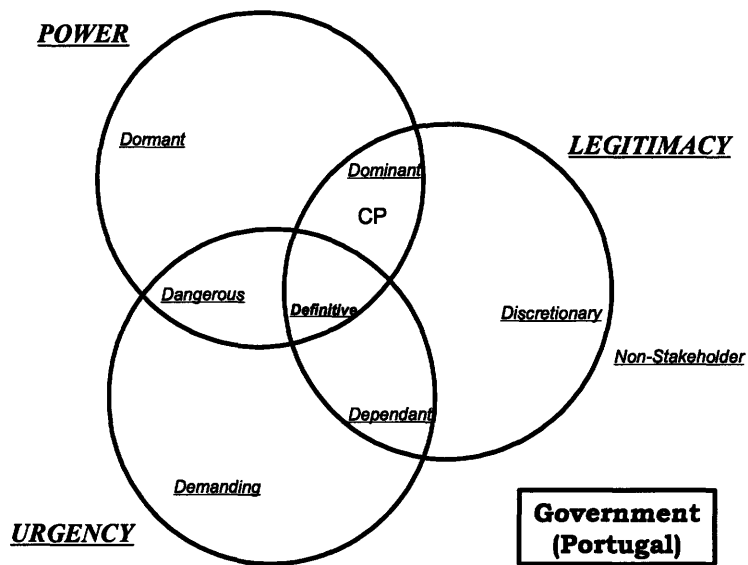 POWER
Dormant
LEGITIMACY
Dominant
CP
Dangerous
Definitive
Discretionary
Non-Stakeholder
Dependant
Demanding
URGENCY
Government
(Portugal)